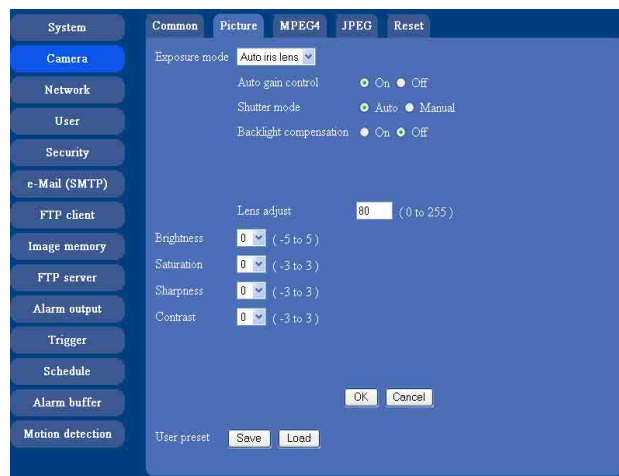 System
Camera
Network
User
Security
e-Mail (SMTP)
FTP client
Image memory
FTP server
Alarm output
Trigger
Schedule
Alarm buffer
Motion detection
Common Picture MPEG4 JPEG Reset
Exposure mode Auto iris lens
Auto gain control On Off
Shutter mode Auto Manual
Backlight compensation On Off
Lens adjust 80 ( 0 to 255 )
Brightness 0 ( -5 to 5 )
Saturation 0 ( -3 to 3 )
Sharpness 0 ( -3 to 3 )
Contrast 0 ( -3 to 3 )
OK Cancel
User preset Save Load